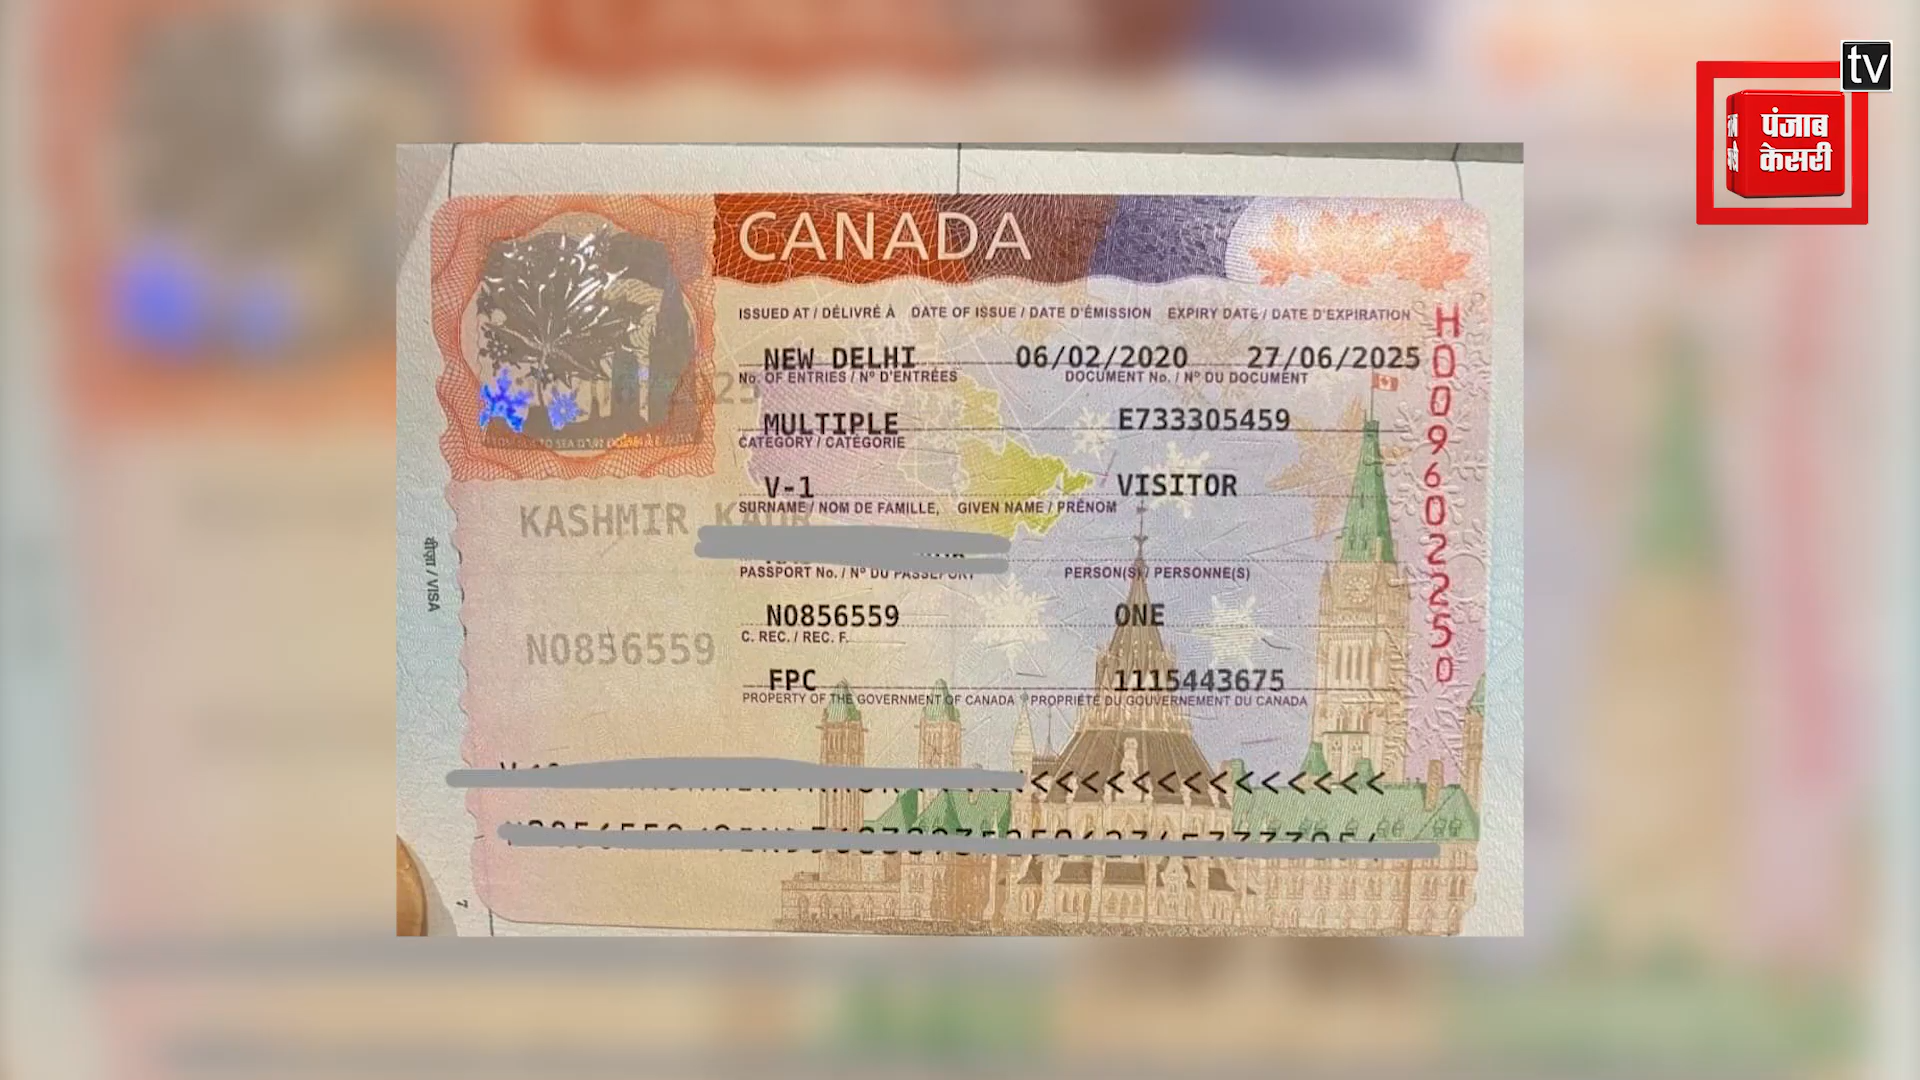 tv
पंजाब
केसरी
CANADA
ISSUED AT / DÉLIVRÉ À DATE OF ISSUE / DATE D'ÉMISSION EXPIRY DATE / DATE D'EXPIRATION
NEW DELHI 06/02/2020 27/06/2025
No. OF ENTRIES / Nº D'ENTRÉES DOCUMENT No. / Nº DU DOCUMENT
MULTIPLE E733305459
CATEGORY / CATÉGORIE
V-1 VISITOR
SURNAME / NOM DE FAMILLE, GIVEN NAME / PRÉNOM
KASHMIR KAUR
PASSPORT No. / Nº DU PASSEPORT PERSON(S) / PERSONNE(S)
N0856559 ONE
C. REC. / REC. F.
N0856559
FPC 1115443675
PROPERTY OF THE GOVERNMENT OF CANADA PROPRIÉTÉ DU GOUVERNEMENT DU CANADA
<<<<<<<<<<<<<<
H009602250
वीज़ा / VISA
7